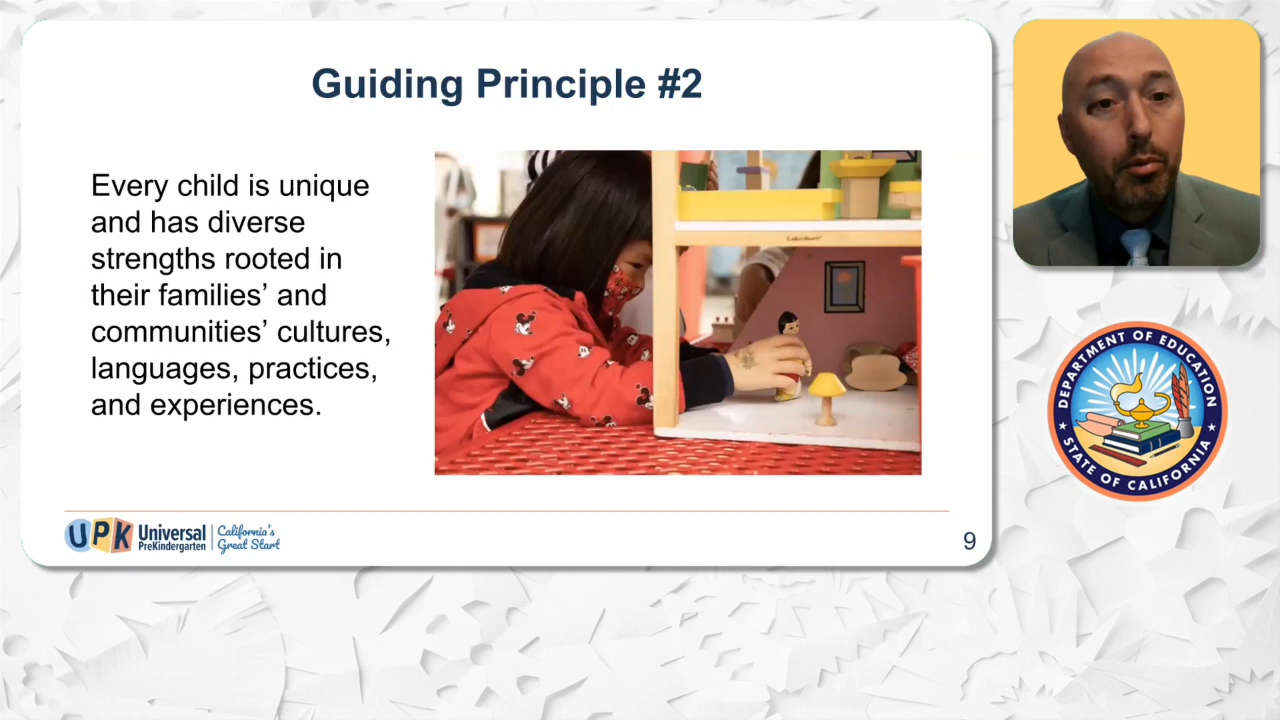 Guiding Principle #2
Every child is unique
and has diverse
strengths rooted in
their families’ and
communities’ cultures,
languages, practices,
and experiences.
Lakeshore
UPK Universal PreKindergarten California's Great Start
9
DEPARTMENT OF EDUCATION
STATE OF CALIFORNIA